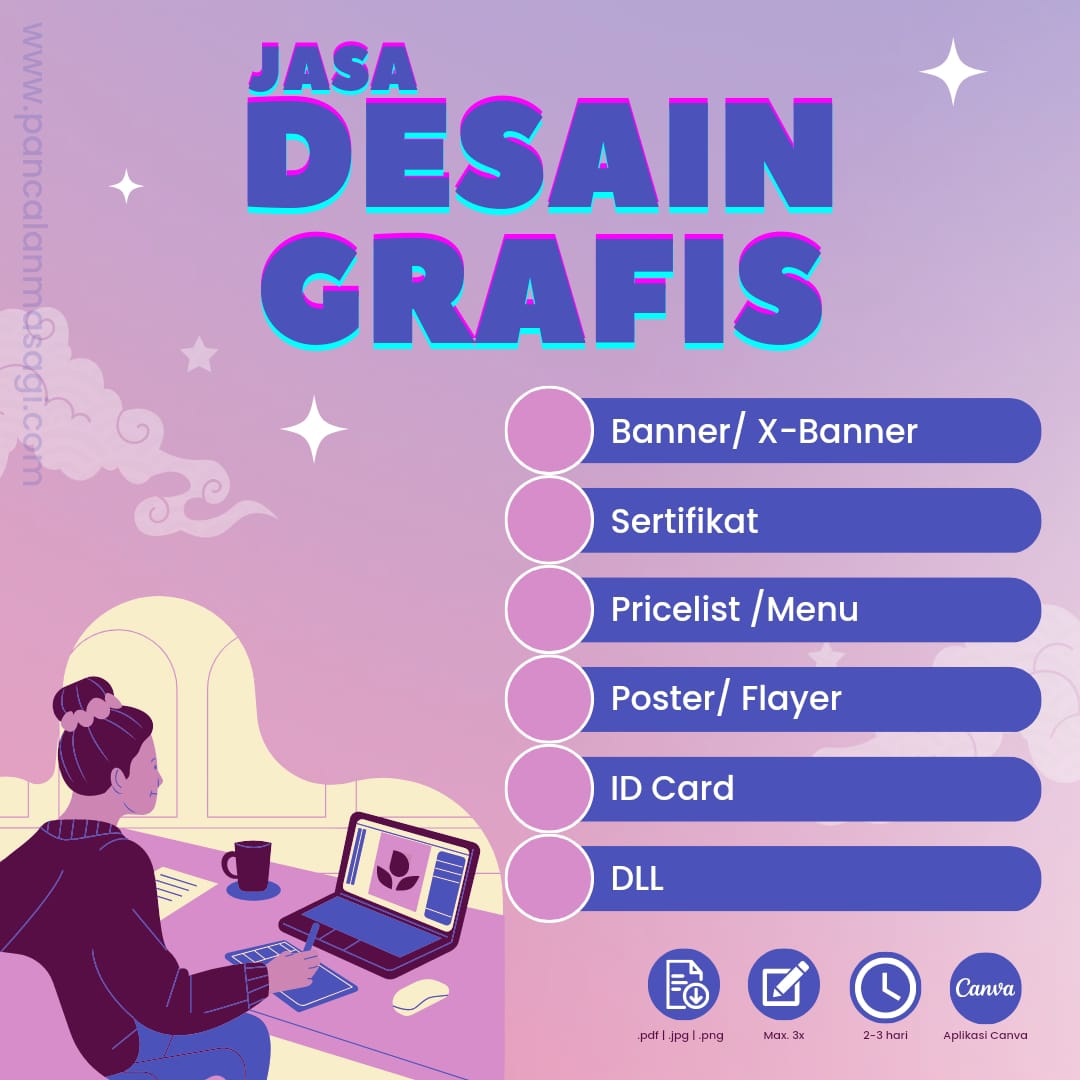 www.pancalanmasagi.com
JASA
DESAIN
GRAFIS
Banner/ X-Banner
Sertifikat
Pricelist /Menu
Poster/ Flayer
ID Card
DLL
.pdf | .jpg | .png
Max. 3x
2-3 hari
Canva
Aplikasi Canva